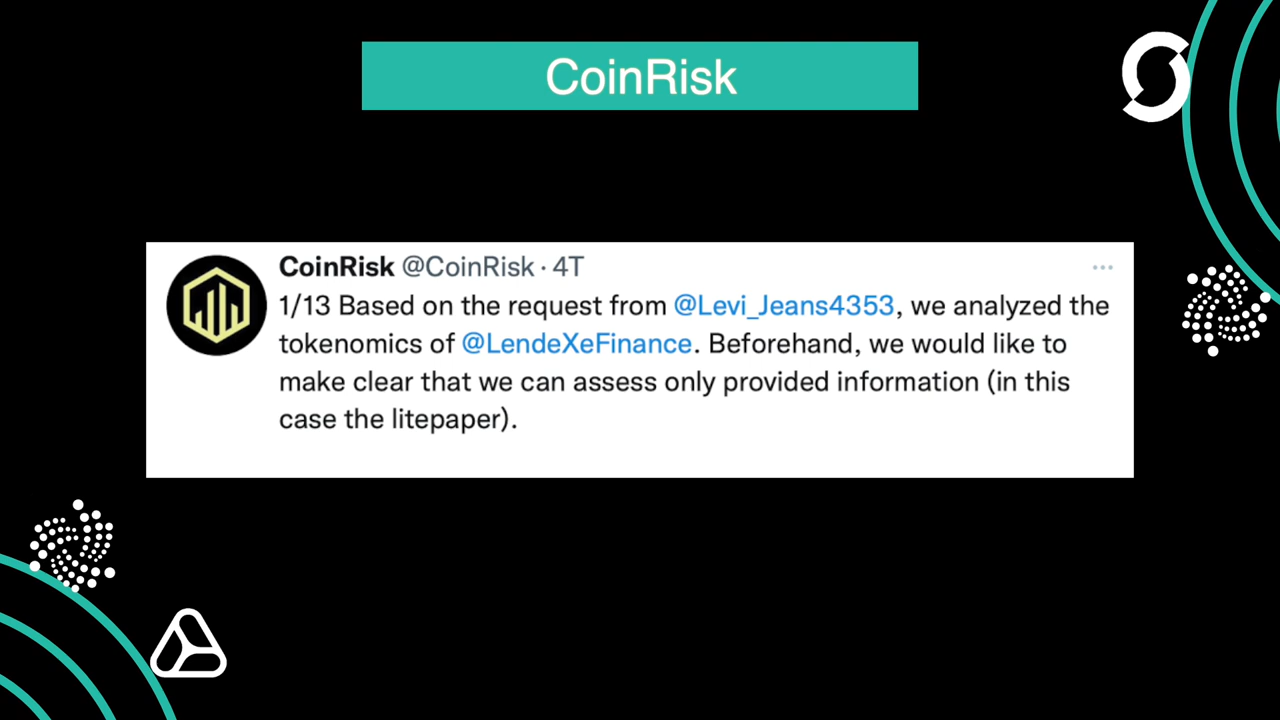 CoinRisk
CoinRisk @CoinRisk · 4T
1/13 Based on the request from @Levi_Jeans4353, we analyzed the
tokenomics of @LendeXeFinance. Beforehand, we would like to
make clear that we can assess only provided information (in this
case the litepaper).